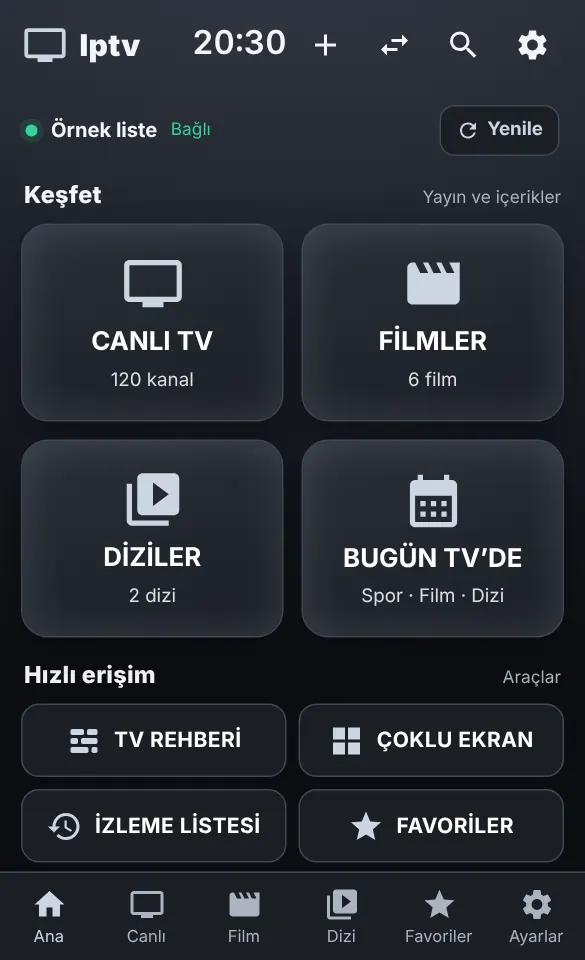 Iptv 20:30
Örnek liste Bağlı Yenile
Keşfet Yayın ve içerikler
CANLI TV
120 kanal
FİLMLER
6 film
DİZİLER
2 dizi
BUGÜN TV’DE
Spor · Film · Dizi
Hızlı erişim Araçlar
TV REHBERİ
ÇOKLU EKRAN
İZLEME LİSTESİ
FAVORİLER
Ana Canlı Film Dizi Favoriler Ayarlar